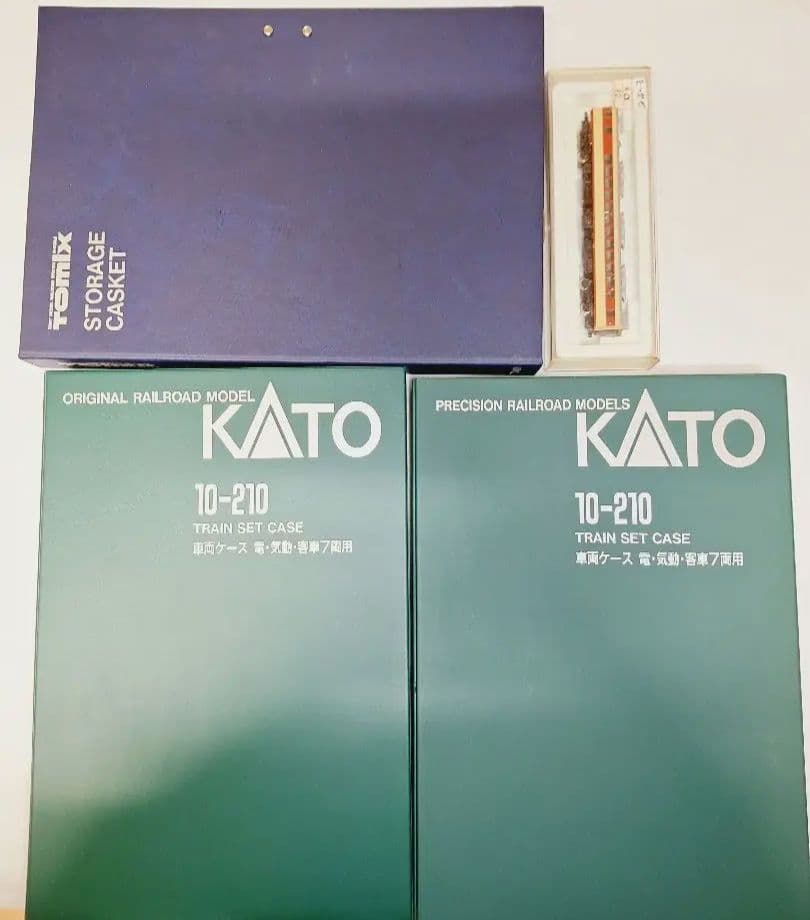 TOMIX
STORAGE
CASKET
ORIGINAL RAILROAD MODEL
KATO
10-210
TRAIN SET CASE
車両ケース 電・気動・客車7両用
PRECISION RAILROAD MODELS
KATO
10-210
TRAIN SET CASE
車両ケース 電・気動・客車7両用